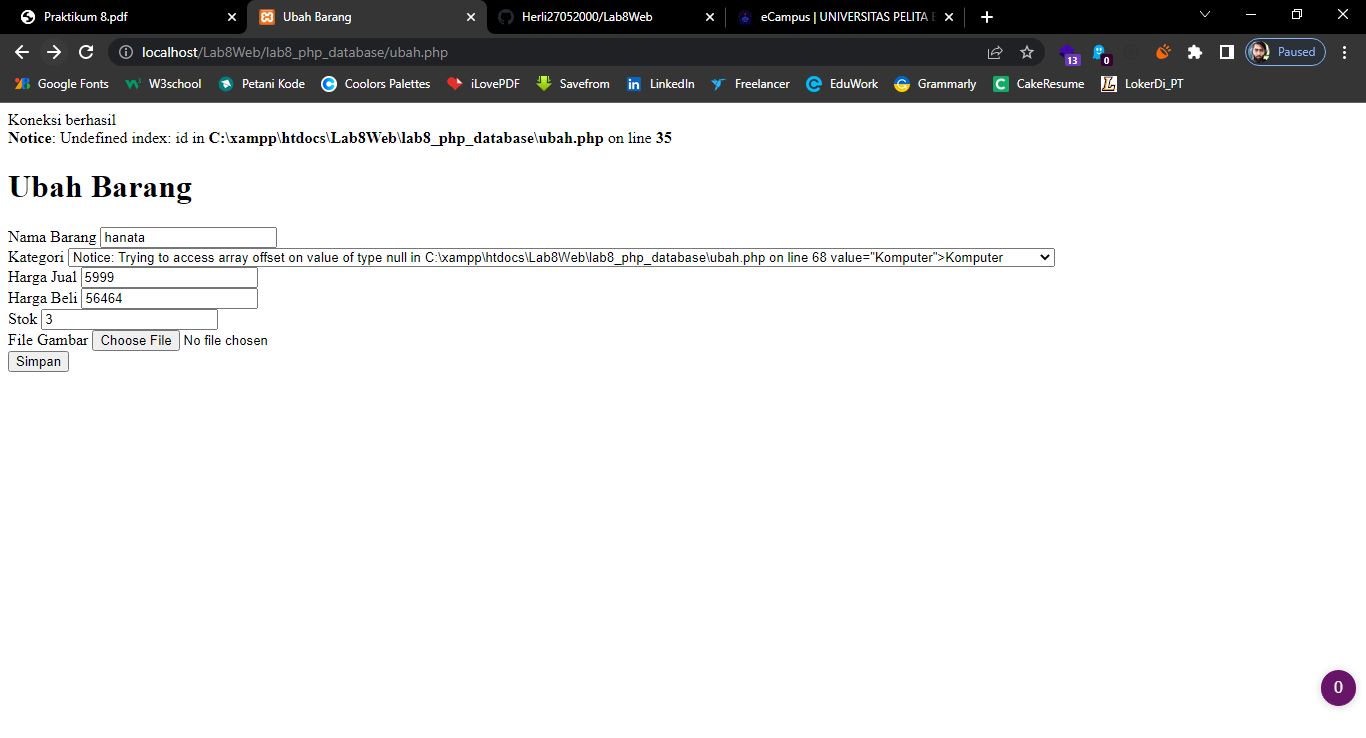 Praktikum 8.pdf
Ubah Barang
Herli27052000/Lab8Web
eCampus | UNIVERSITAS PELITA
localhost/Lab8Web/lab8_php_database/ubah.php
13
0
Paused
Google Fonts
W3school
Petani Kode
Coolors Palettes
iLovePDF
Savefrom
LinkedIn
Freelancer
EduWork
Grammarly
CakeResume
LokerDi_PT
Koneksi berhasil
Notice: Undefined index: id in C:\xampp\htdocs\Lab8Web\lab8_php_database\ubah.php on line 35
Ubah Barang
Nama Barang hanata
Kategori Notice: Trying to access array offset on value of type null in C:\xampp\htdocs\Lab8Web\lab8_php_database\ubah.php on line 68 value="Komputer">Komputer
Harga Jual 5999
Harga Beli 56464
Stok 3
File Gambar Choose File No file chosen
Simpan
0